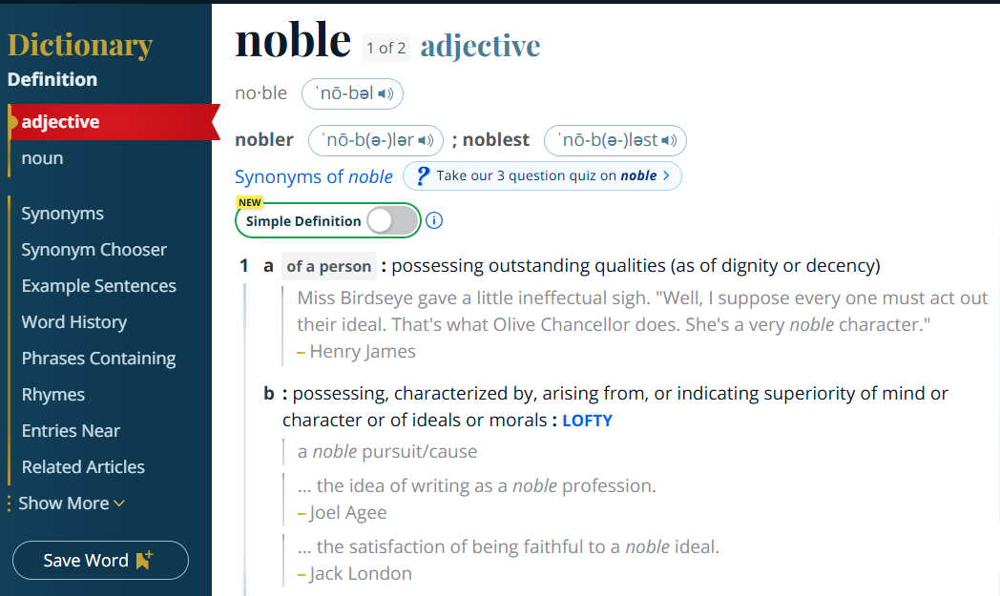 Dictionary
Definition
adjective
noun
Synonyms
Synonym Chooser
Example Sentences
Word History
Phrases Containing
Rhymes
Entries Near
Related Articles
Show More
Save Word
noble 1 of 2 adjective
no·ble ˈnō-bəl
nobler ˈnō-b(ə-)lər ; noblest ˈnō-b(ə-)ləst
Synonyms of noble ? Take our 3 question quiz on noble >
NEW
Simple Definition i
1 a of a person : possessing outstanding qualities (as of dignity or decency)
Miss Birdseye gave a little ineffectual sigh. "Well, I suppose every one must act out
their ideal. That's what Olive Chancellor does. She's a very noble character."
– Henry James
b : possessing, characterized by, arising from, or indicating superiority of mind or
character or of ideals or morals : LOFTY
a noble pursuit/cause
... the idea of writing as a noble profession.
– Joel Agee
... the satisfaction of being faithful to a noble ideal.
– Jack London